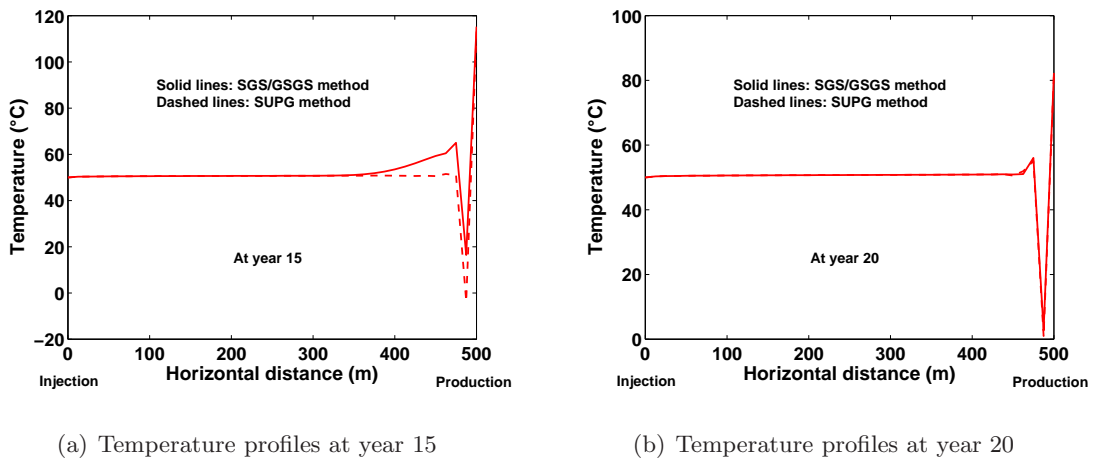 120
100
80
60
40
20
0
−20
Temperature (°C)
Solid lines: SGS/GSGS method
Dashed lines: SUPG method
At year 15
0 100 200 300 400 500
Injection Horizontal distance (m) Production
(a) Temperature profiles at year 15
100
80
60
40
20
0
Temperature (°C)
Solid lines: SGS/GSGS method
Dashed lines: SUPG method
At year 20
0 100 200 300 400 500
Injection Horizontal distance (m) Production
(b) Temperature profiles at year 20